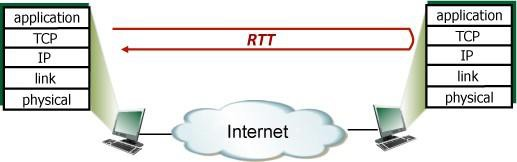 application
TCP
IP
link
physical
RTT
Internet
application
TCP
IP
link
physical